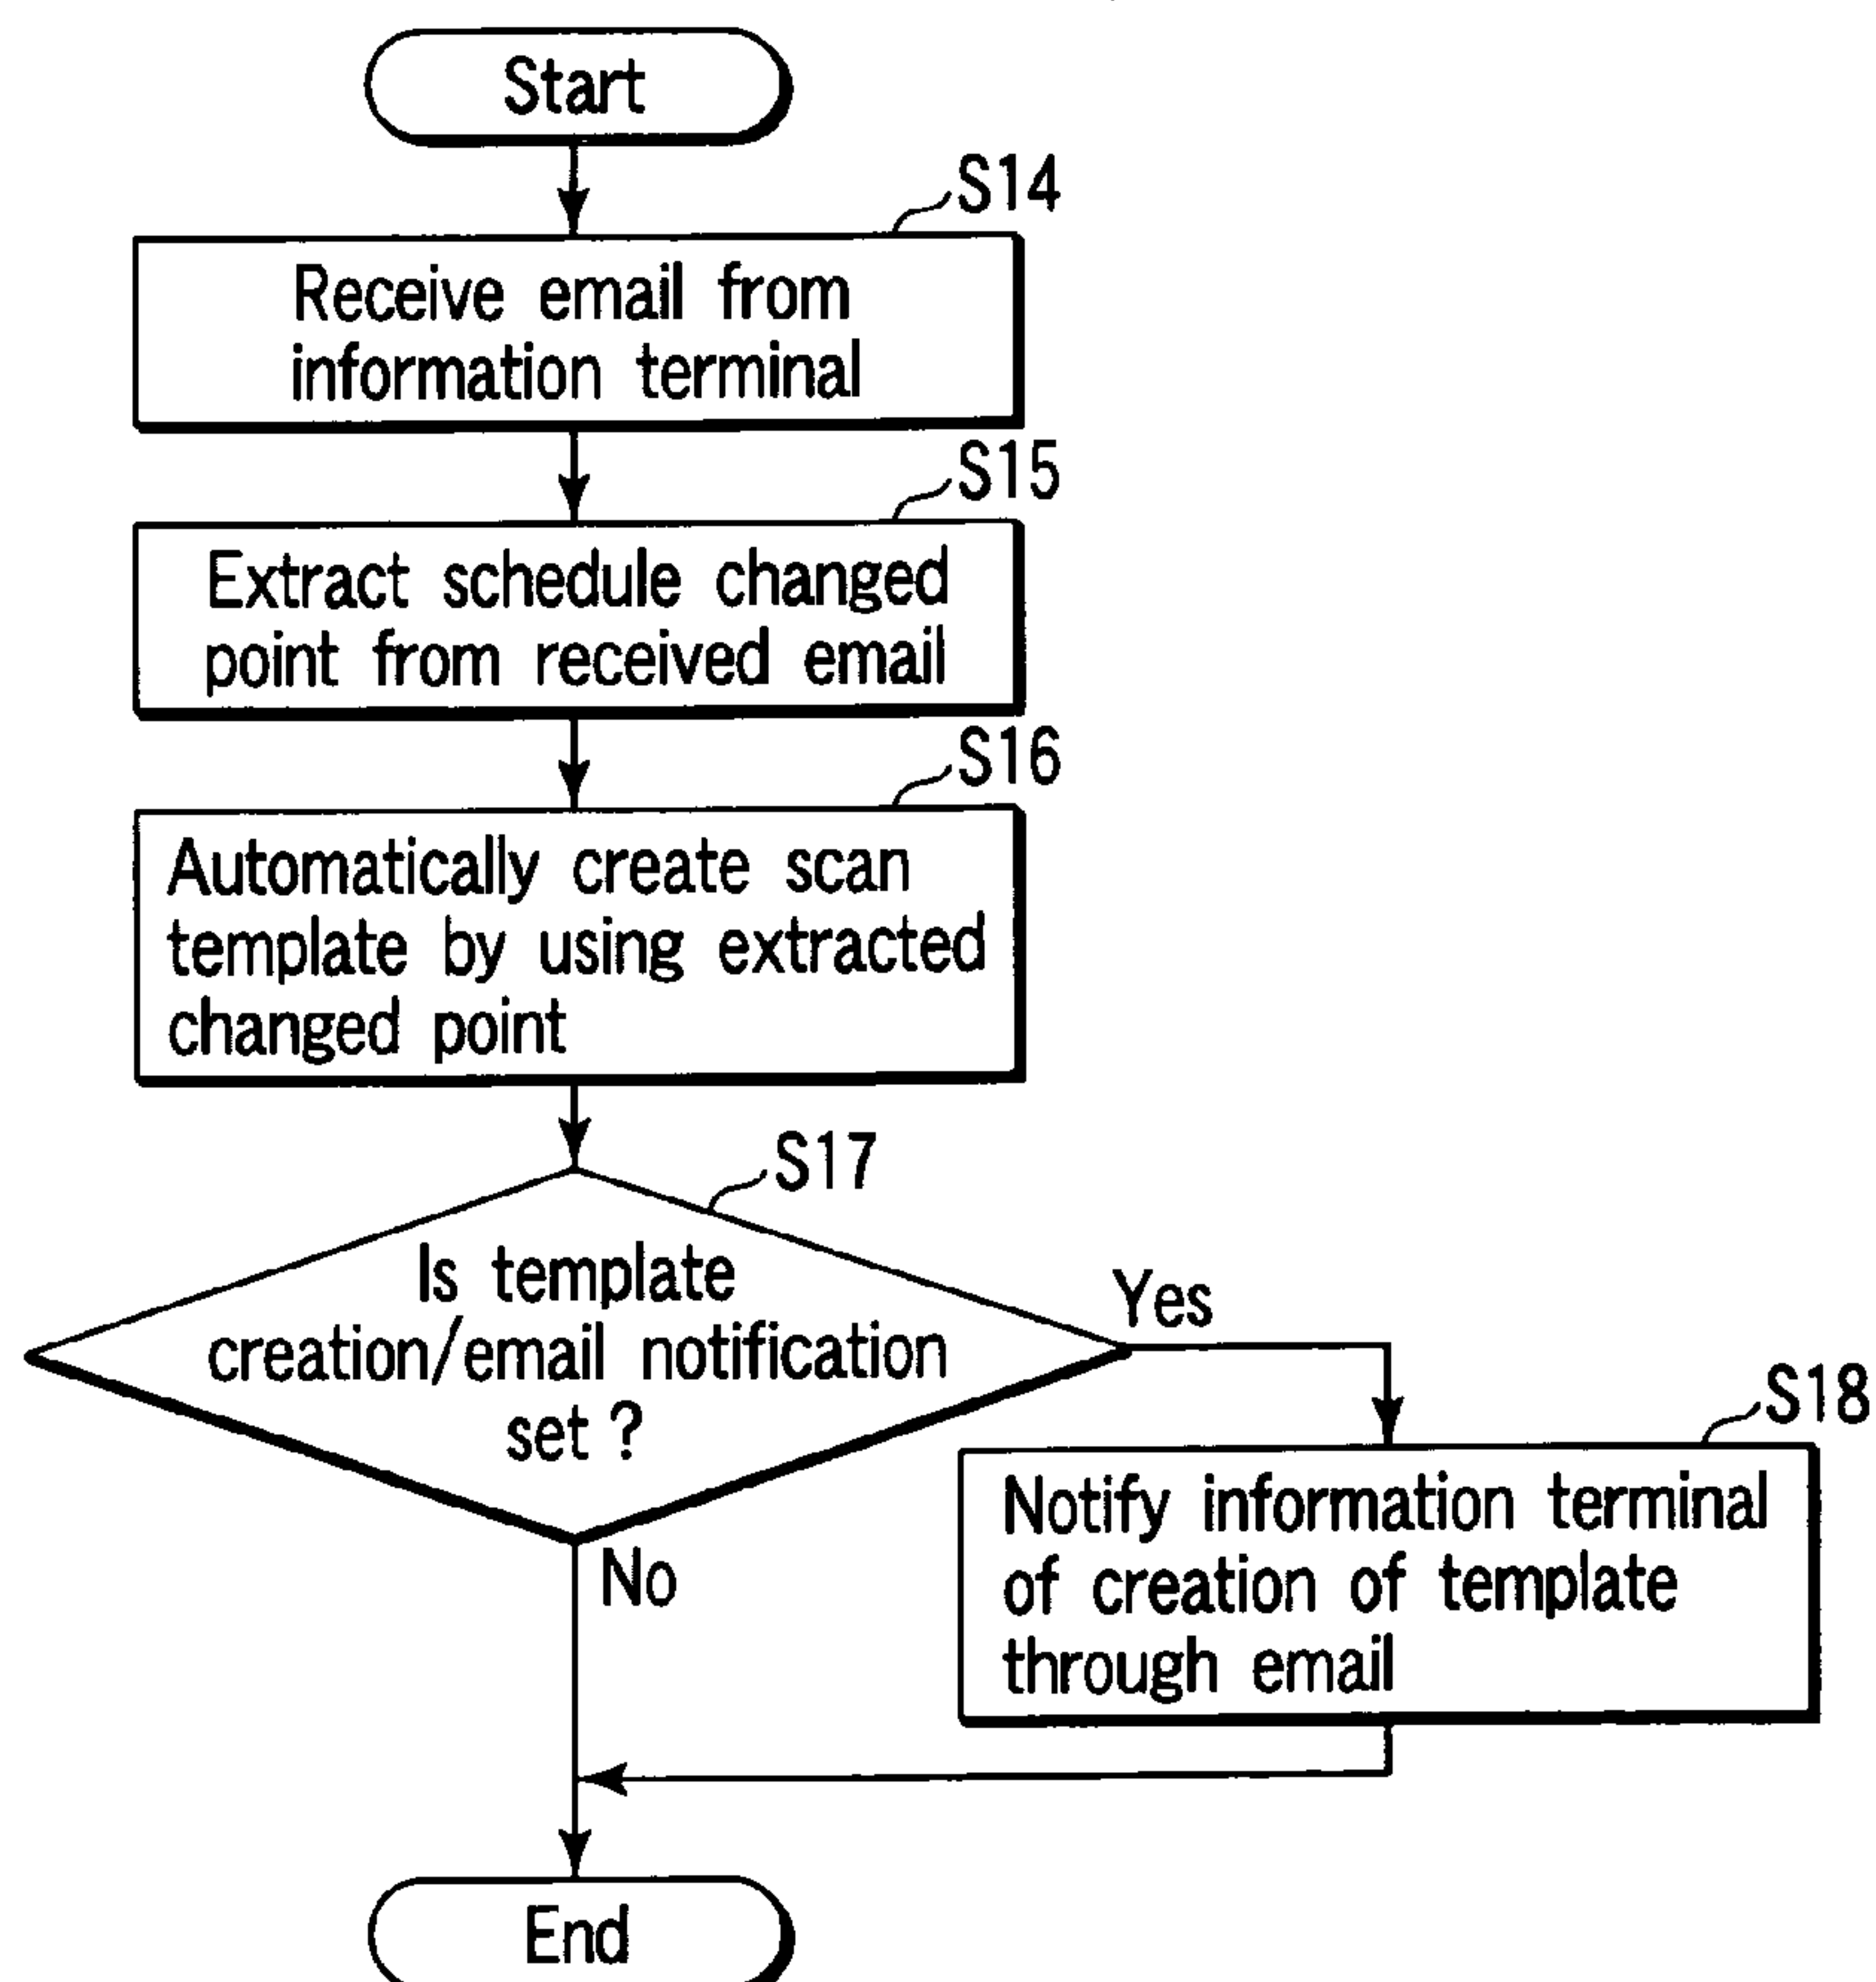 Start
S14
Receive email from
information terminal
S15
Extract schedule changed
point from received email
S16
Automatically create scan
template by using extracted
changed point
S17
Is template
creation/email notification
set ?
Yes
No
S18
Notify information terminal
of creation of template
through email
End